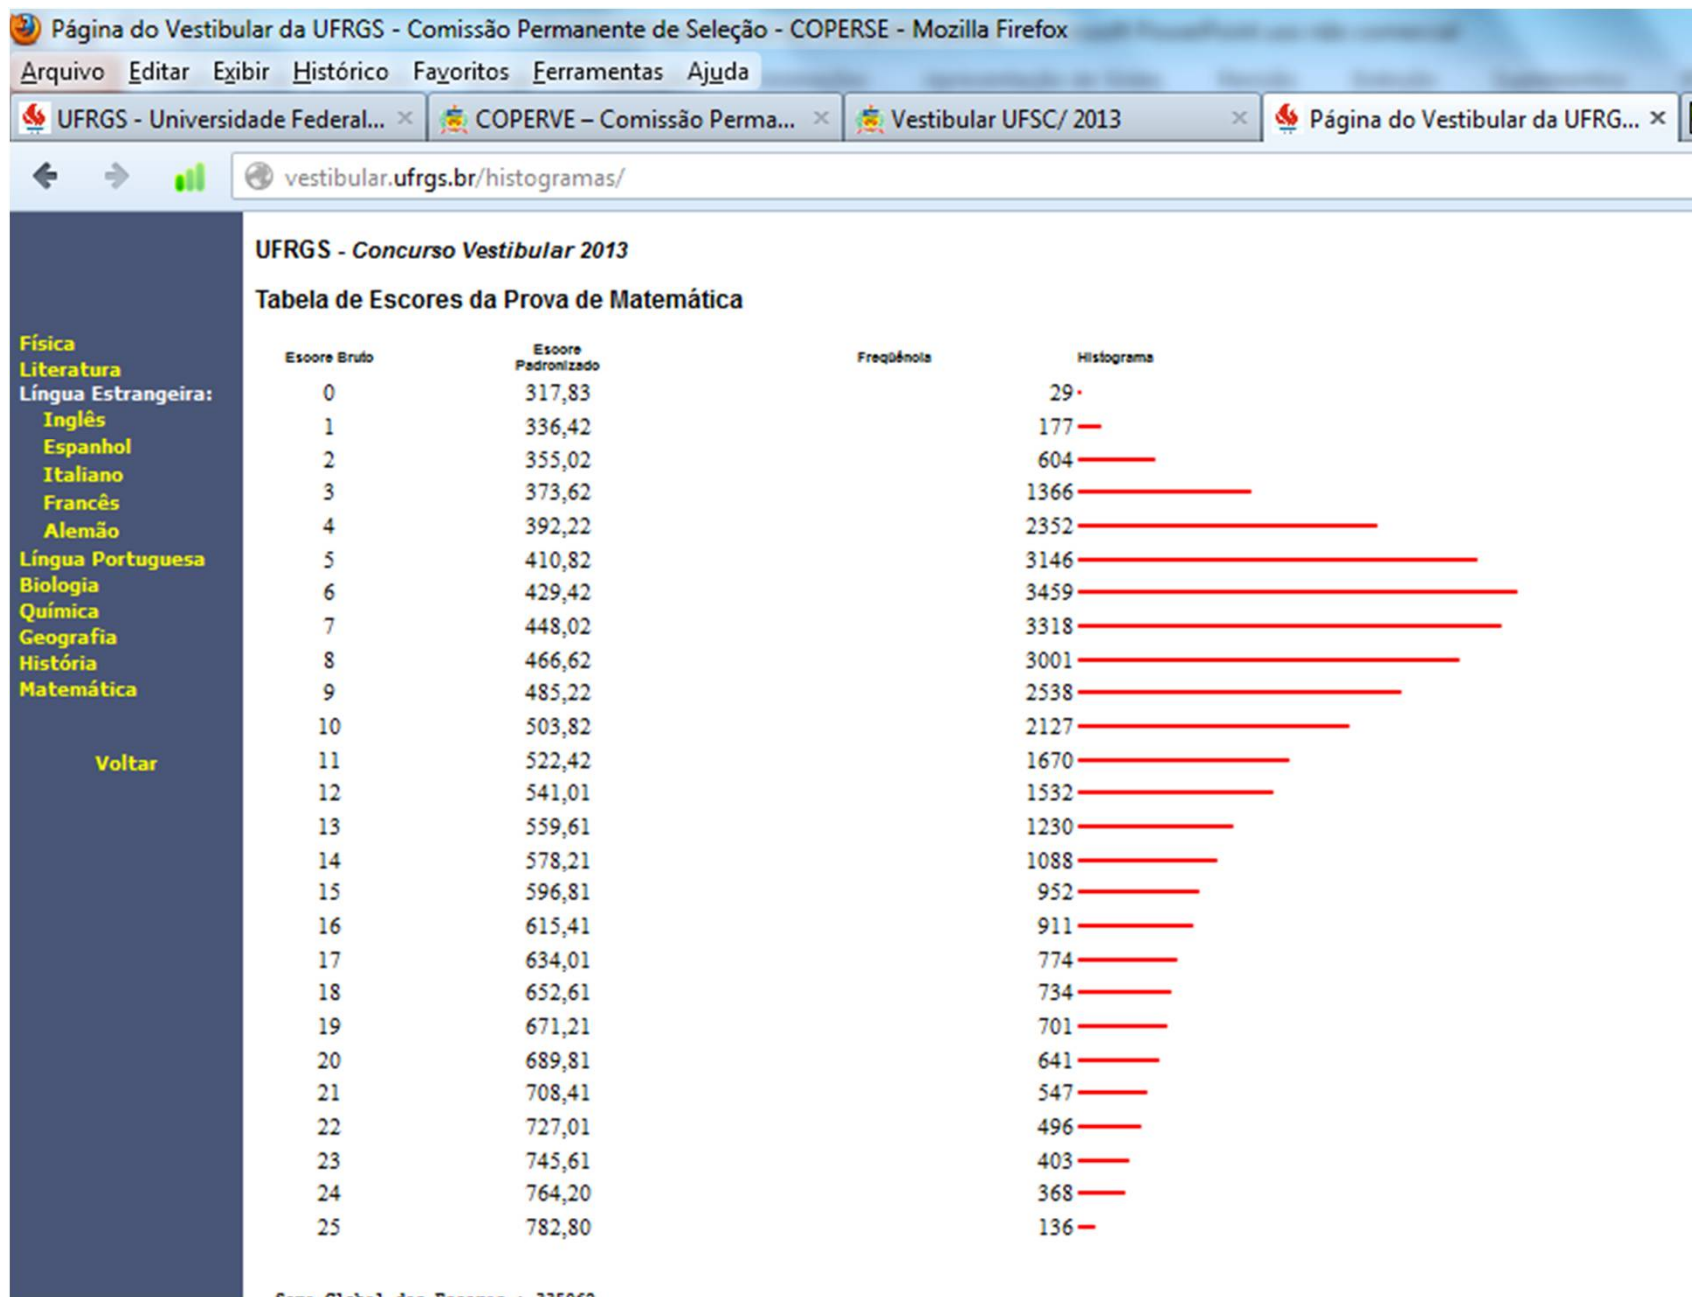 Página do Vestibular da UFRGS - Comissão Permanente de Seleção - COPERSE - Mozilla Firefox
Arquivo Editar Exibir Histórico Favoritos Ferramentas Ajuda
UFRGS - Universidade Federal... × COPERVE – Comissão Perma... × Vestibular UFSC/ 2013 × Página do Vestibular da UFRG... ×
vestibular.ufrgs.br/histogramas/
Física
Literatura
Língua Estrangeira:
Inglês
Espanhol
Italiano
Francês
Alemão
Língua Portuguesa
Biologia
Química
Geografia
História
Matemática
Voltar
UFRGS - Concurso Vestibular 2013
Tabela de Escores da Prova de Matemática
Escore Bruto Escore Padronizado Freqüência Histograma
0 317,83 29
1 336,42 177
2 355,02 604
3 373,62 1366
4 392,22 2352
5 410,82 3146
6 429,42 3459
7 448,02 3318
8 466,62 3001
9 485,22 2538
10 503,82 2127
11 522,42 1670
12 541,01 1532
13 559,61 1230
14 578,21 1088
15 596,81 952
16 615,41 911
17 634,01 774
18 652,61 734
19 671,21 701
20 689,81 641
21 708,41 547
22 727,01 496
23 745,61 403
24 764,20 368
25 782,80 136